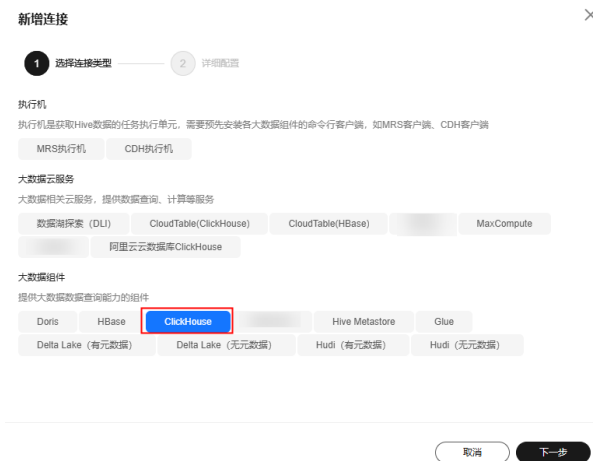 新增连接
1 选择连接类型 2 详细配置
执行机
执行机是获取Hive数据的任务执行单元，需要预先安装各大数据组件的命令行客户端，如MRS客户端、CDH客户端
MRS执行机 CDH执行机
大数据云服务
大数据相关云服务，提供数据查询、计算等服务
数据湖探索（DLI） CloudTable(ClickHouse) CloudTable(HBase) MaxCompute
阿里云云数据库ClickHouse
大数据组件
提供大数据数据查询能力的组件
Doris HBase ClickHouse Hive Metastore Glue
Delta Lake（有元数据） Delta Lake（无元数据） Hudi（有元数据） Hudi（无元数据）
取消 下一步